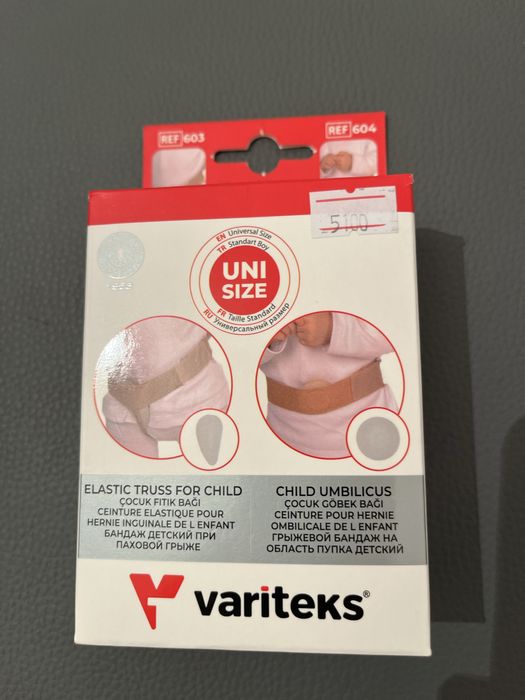 REF 603
REF 604
5100
EN Universal Size
TR Standart Boy
UNI
SIZE
FR Taille Standard
RU Универсальный размер
ELASTIC TRUSS FOR CHILD
ÇOCUK FITIK BAĞI
CEINTURE ELASTIQUE POUR
HERNIE INGUINALE DE L ENFANT
БАНДАЖ ДЕТСКИЙ ПРИ
ПАХОВОЙ ГРЫЖЕ
CHILD UMBILICUS
ÇOCUK GÖBEK BAĞI
CEINTURE POUR HERNIE
OMBILICALE DE L ENFANT
ГРЫЖЕВОЙ БАНДАЖ НА
ОБЛАСТЬ ПУПКА ДЕТСКИЙ
variteks®